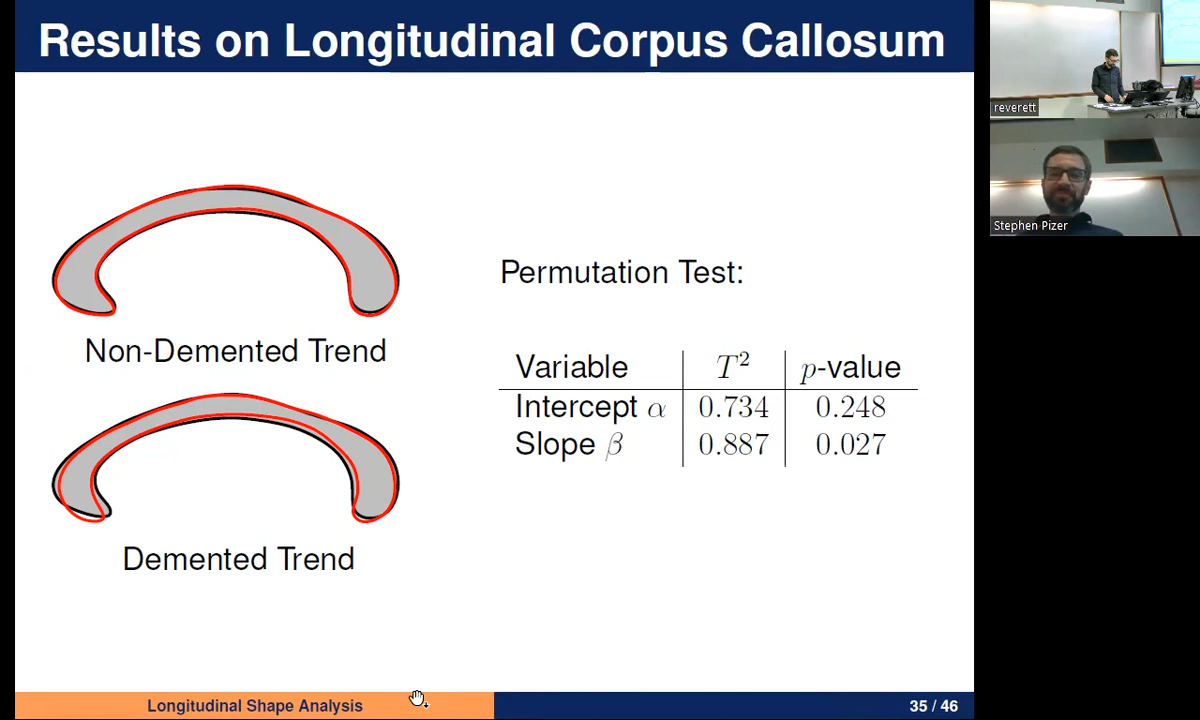 Results on Longitudinal Corpus Callosum
Non-Demented Trend
Demented Trend
Permutation Test:
Variable T² p-value
Intercept α 0.734 0.248
Slope β 0.887 0.027
Longitudinal Shape Analysis
35 / 46
reverett
Stephen Pizer